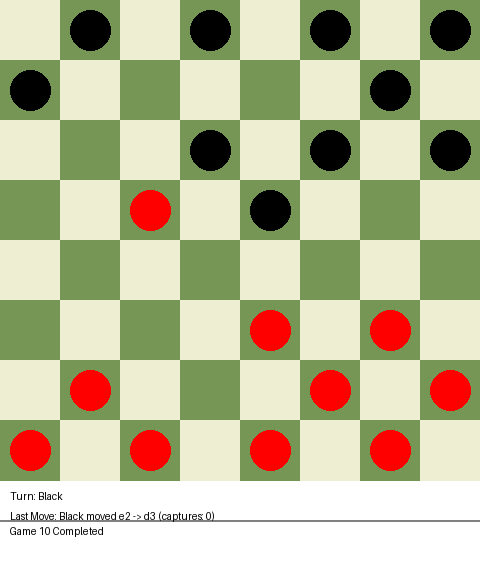 Turn: Black
Last Move: Black moved e2 -> d3 (captures: 0)
Game 10 Completed